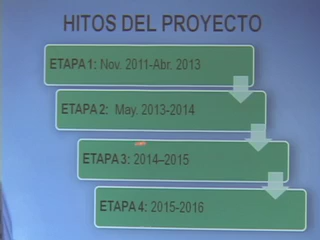 HITOS DEL PROYECTO
ETAPA 1: Nov. 2011-Abr. 2013
ETAPA 2: May. 2013-2014
ETAPA 3: 2014–2015
ETAPA 4: 2015-2016